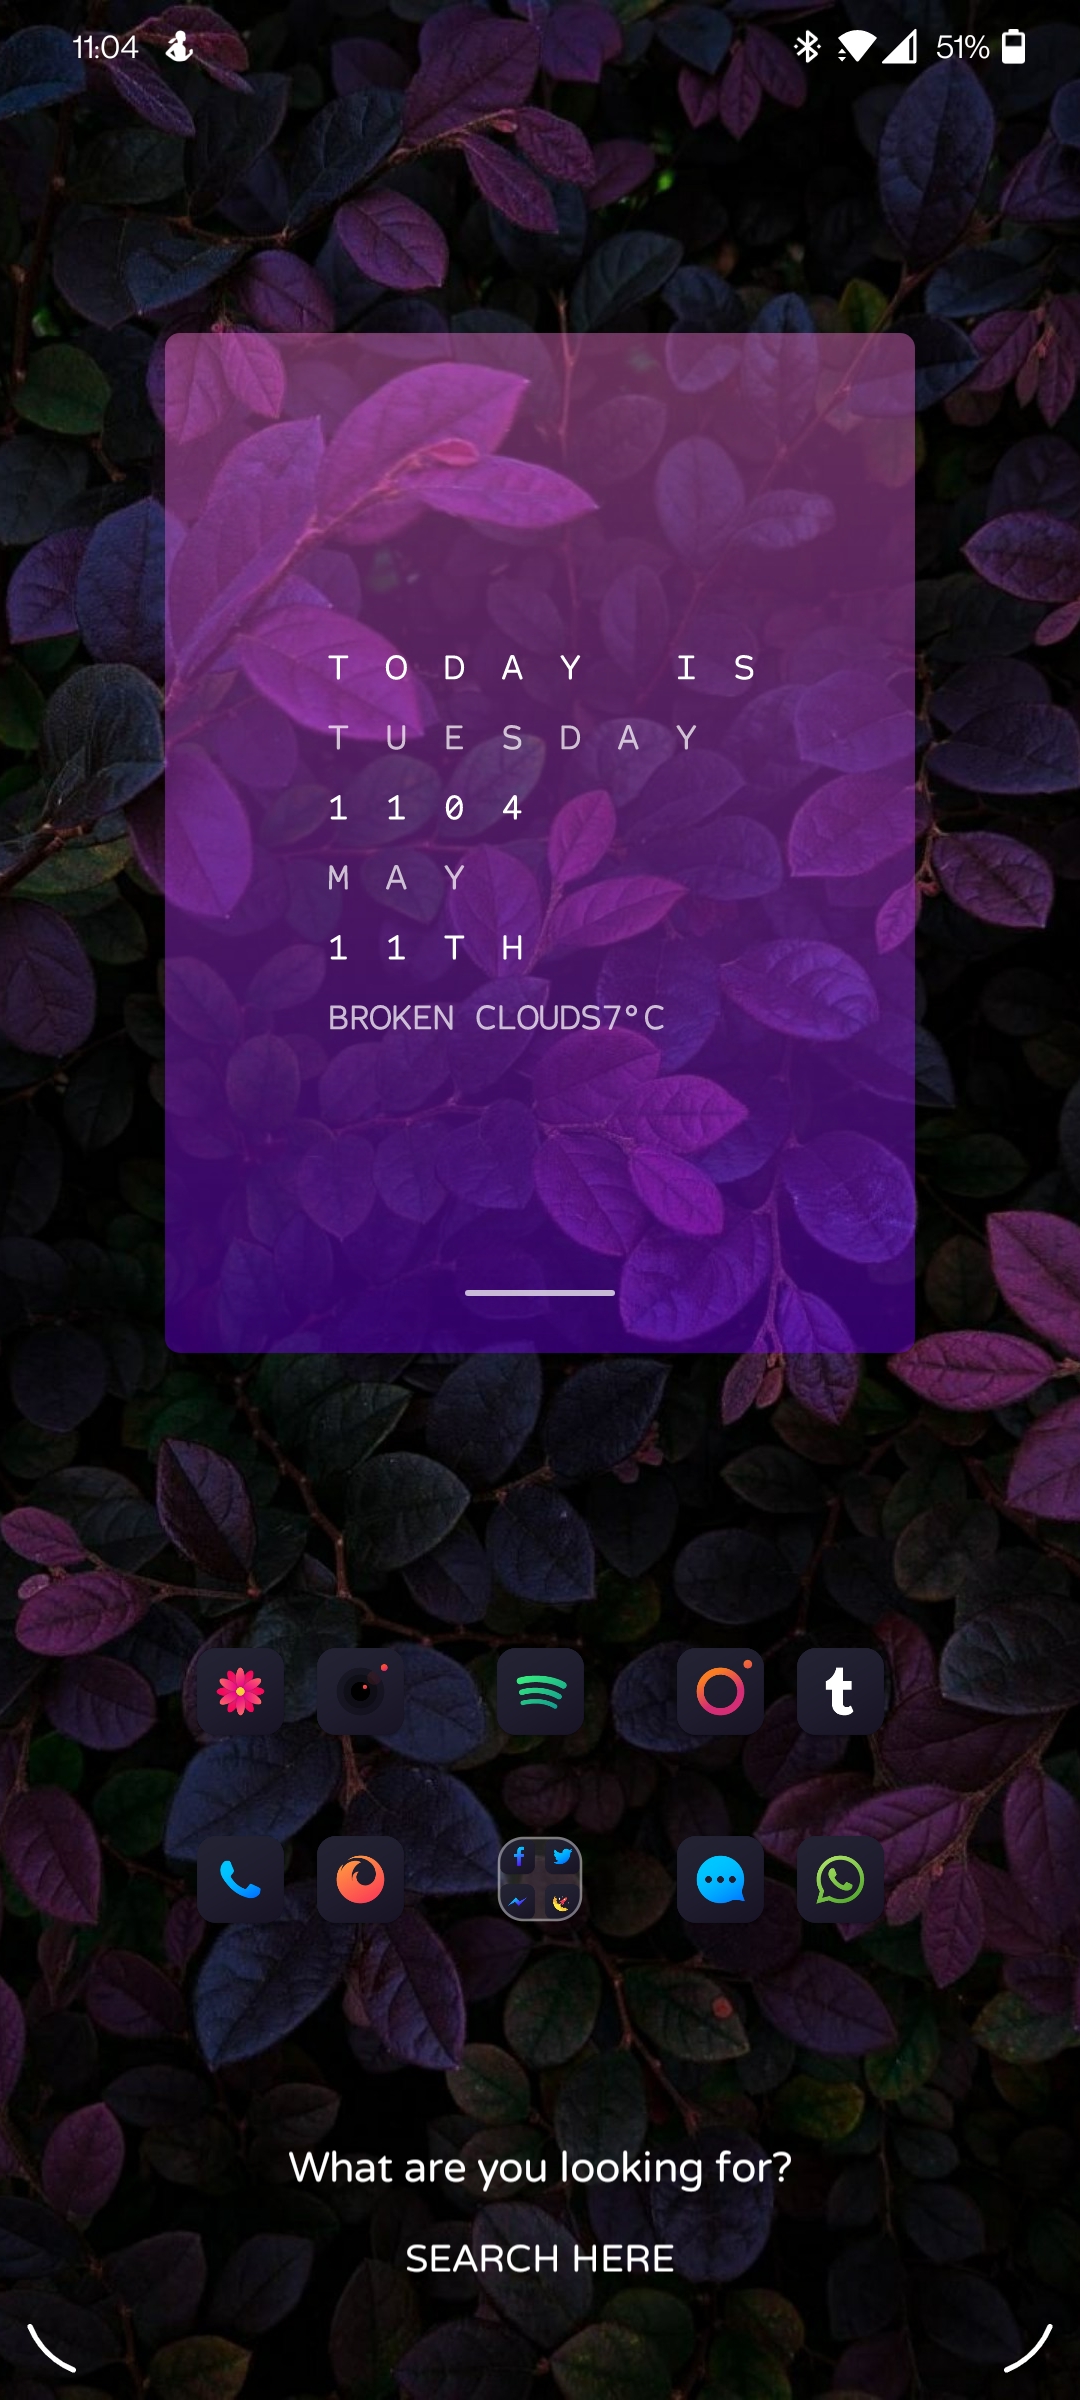 11:04 51%
TODAY IS
TUESDAY
1104
MAY
11TH
BROKEN CLOUDS7°C
t
What are you looking for?
SEARCH HERE